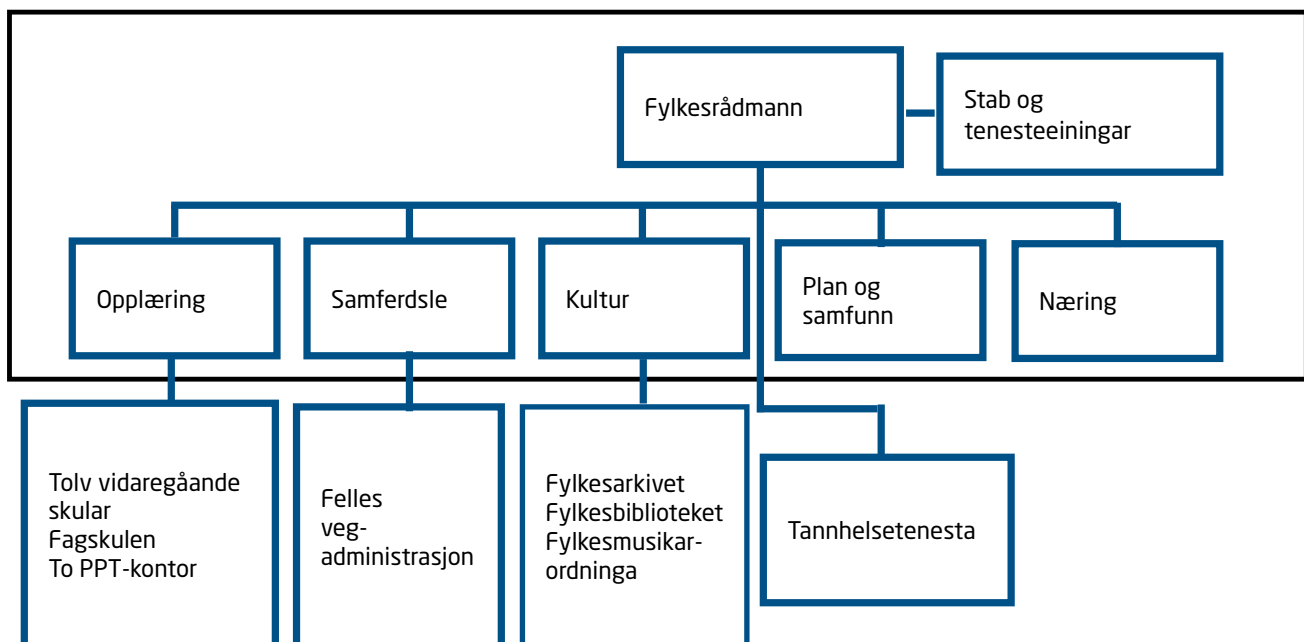 Fylkesrådmann
Stab og
tenesteeiningar
Opplæring
Samferdsle
Kultur
Plan og
samfunn
Næring
Tolv vidaregåande
skular
Fagskulen
To PPT-kontor
Felles
veg-
administrasjon
Fylkesarkivet
Fylkesbiblioteket
Fylkesmusikar-
ordninga
Tannhelsetenesta